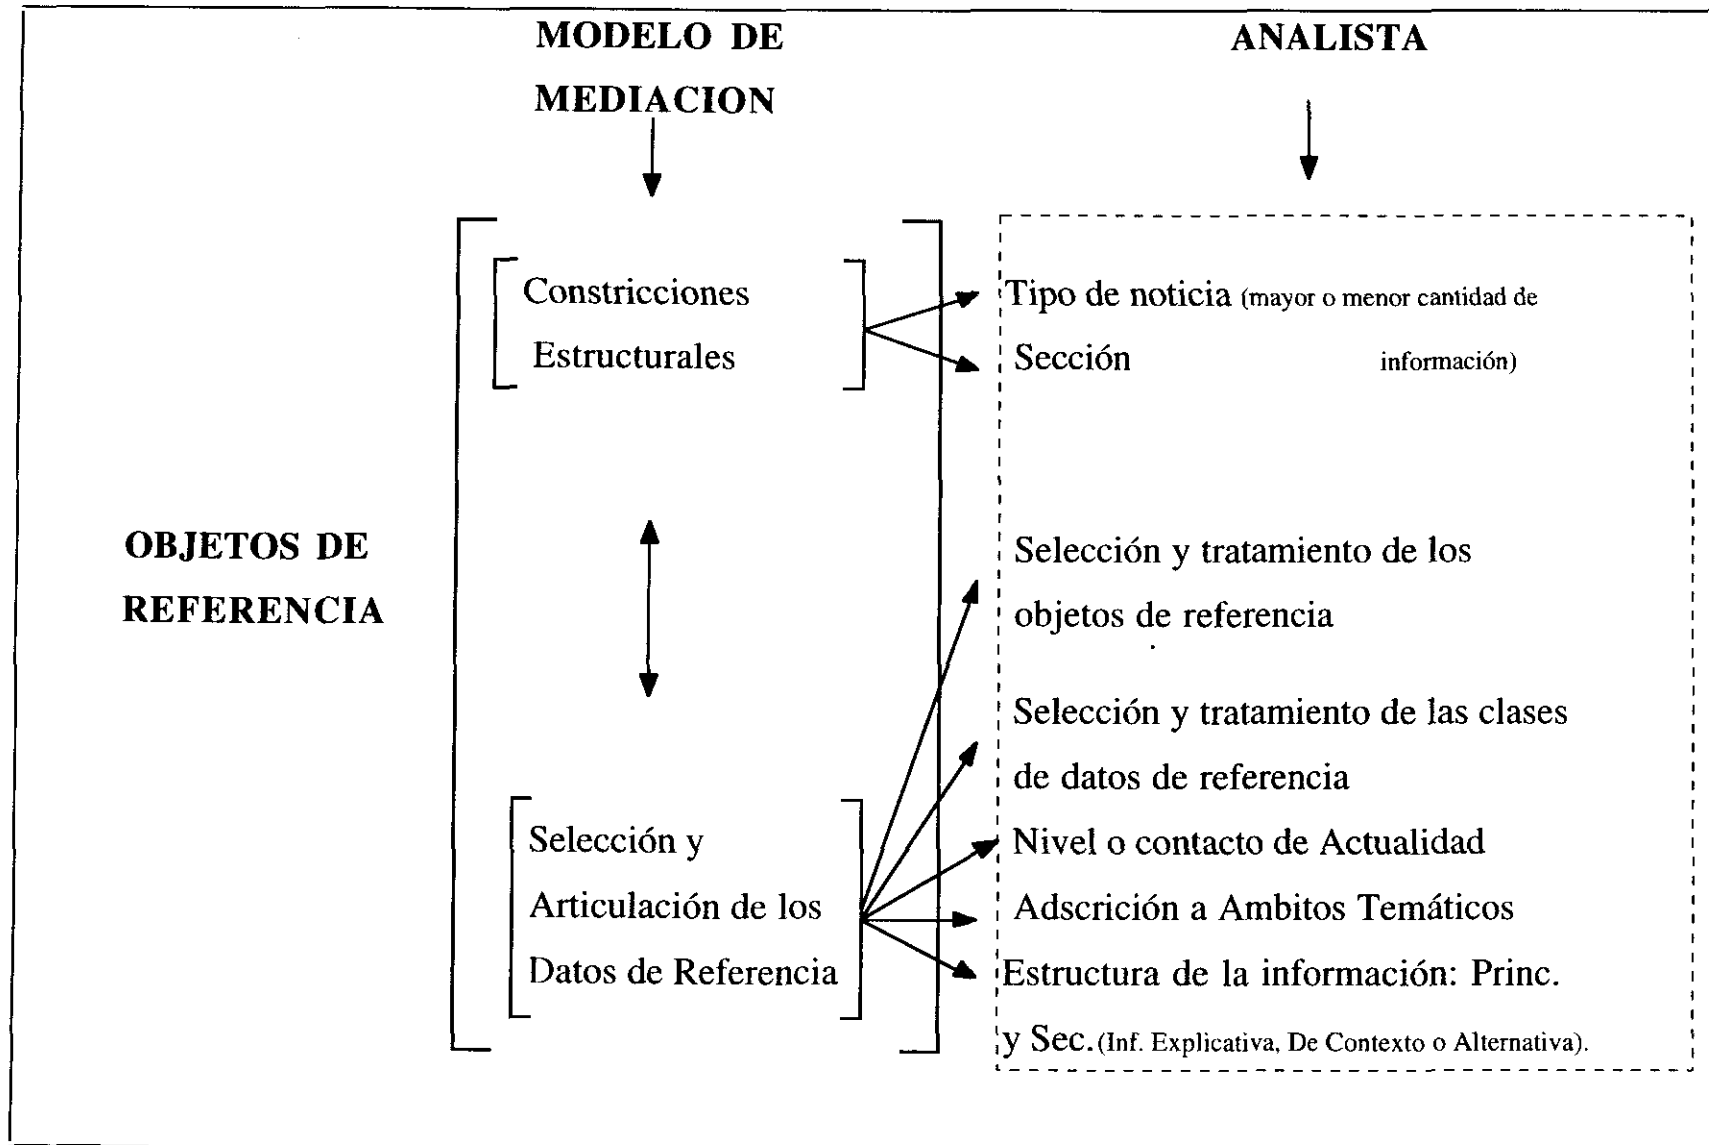 MODELO DE
MEDIACION
ANALISTA
Constricciones
Estructurales
Tipo de noticia (mayor o menor cantidad de
Sección información)
OBJETOS DE
REFERENCIA
Selección y tratamiento de los
objetos de referencia
Selección y tratamiento de las clases
de datos de referencia
Selección y
Articulación de los
Datos de Referencia
Nivel o contacto de Actualidad
Adscrición a Ambitos Temáticos
Estructura de la información: Princ.
y Sec.(Inf. Explicativa, De Contexto o Alternativa).